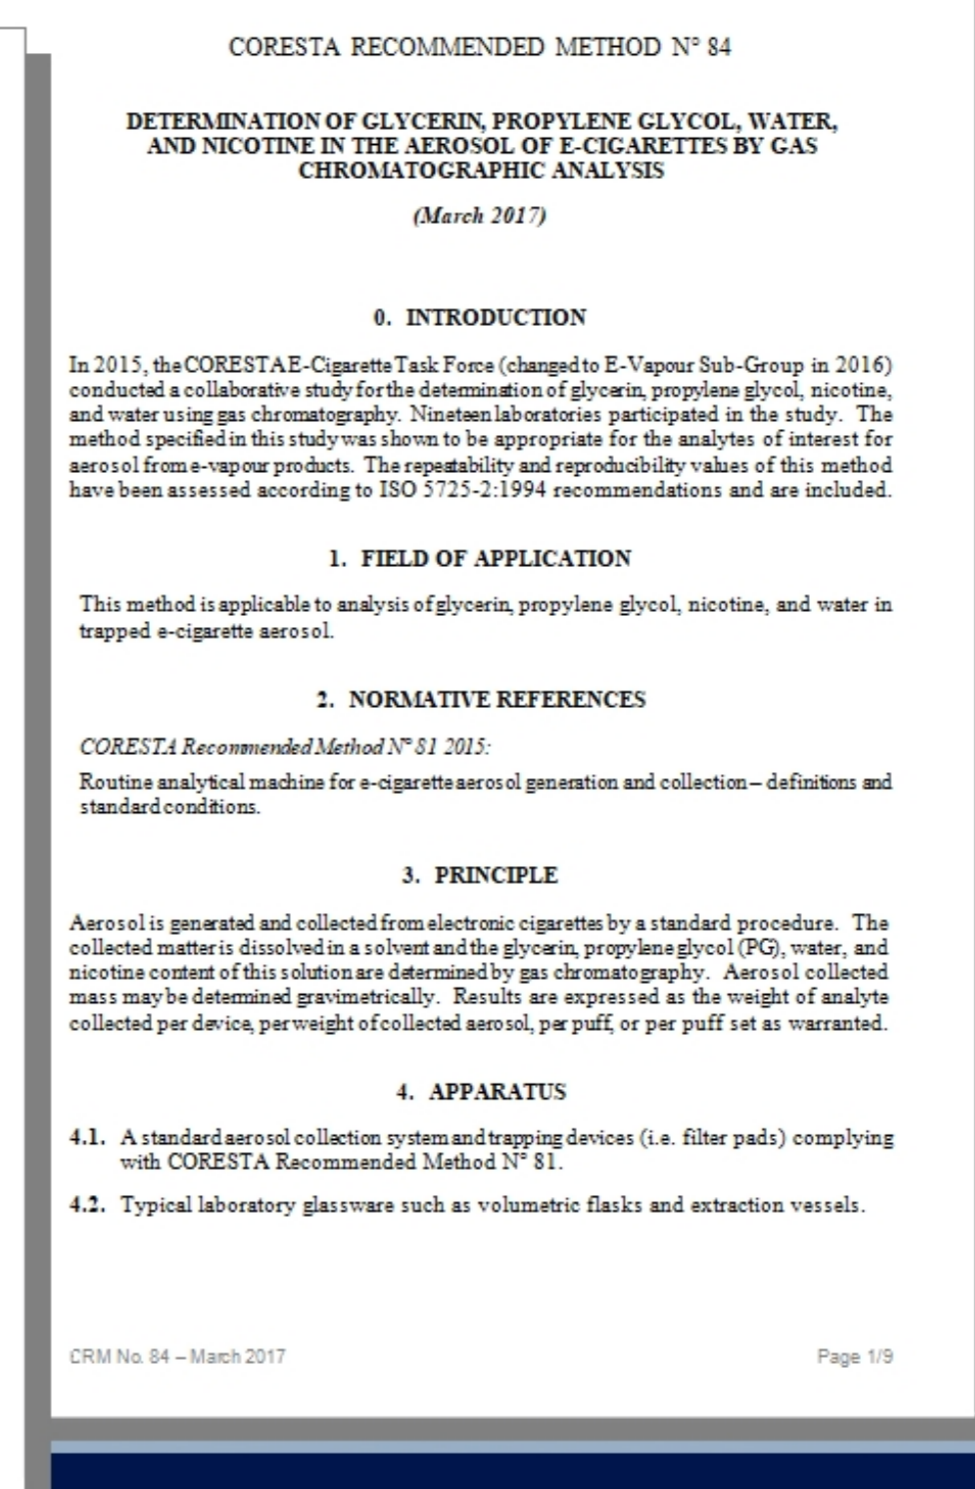 CORESTA RECOMMENDED METHOD N° 84
DETERMINATION OF GLYCERIN, PROPYLENE GLYCOL, WATER,
AND NICOTINE IN THE AEROSOL OF E-CIGARETTES BY GAS
CHROMATOGRAPHIC ANALYSIS
(March 2017)
0. INTRODUCTION
In 2015, the CORESTA E-Cigarette Task Force (changed to E-Vapour Sub-Group in 2016)
conducted a collaborative study for the determination of glycerin, propylene glycol, nicotine,
and water using gas chromatography. Nineteen laboratories participated in the study. The
method specified in this study was shown to be appropriate for the analytes of interest for
aerosol from e-vapour products. The repeatability and reproducibility values of this method
have been assessed according to ISO 5725-2:1994 recommendations and are included.
1. FIELD OF APPLICATION
This method is applicable to analysis of glycerin, propylene glycol, nicotine, and water in
trapped e-cigarette aerosol.
2. NORMATIVE REFERENCES
CORESTA Recommended Method N° 81 2015:
Routine analytical machine for e-cigarette aerosol generation and collection – definitions and
standard conditions.
3. PRINCIPLE
Aerosol is generated and collected from electronic cigarettes by a standard procedure. The
collected matter is dissolved in a solvent and the glycerin, propylene glycol (PG), water, and
nicotine content of this solution are determined by gas chromatography. Aerosol collected
mass may be determined gravimetrically. Results are expressed as the weight of analyte
collected per device, per weight of collected aerosol, per puff, or per puff set as warranted.
4. APPARATUS
4.1. A standard aerosol collection system and trapping devices (i.e. filter pads) complying
with CORESTA Recommended Method N° 81.
4.2. Typical laboratory glassware such as volumetric flasks and extraction vessels.
CRM No. 84 – March 2017 Page 1/9